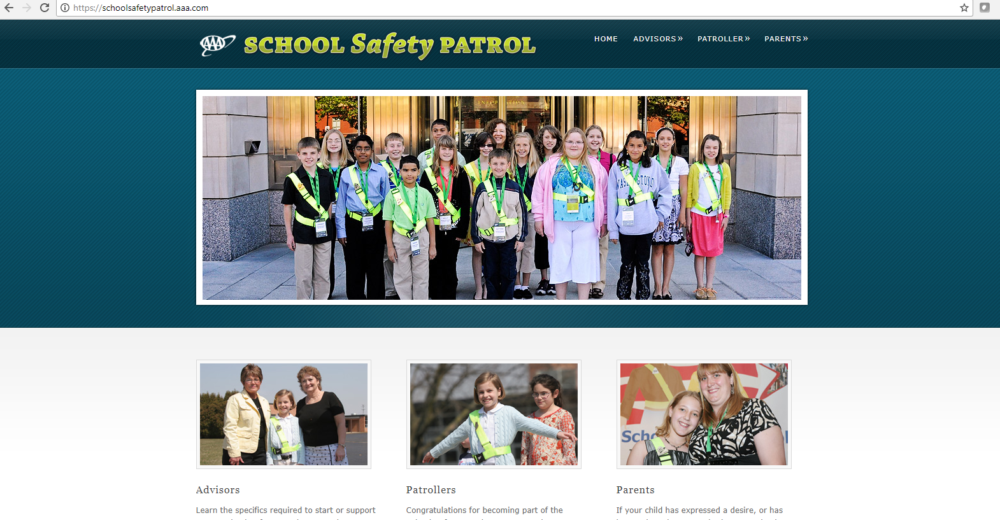 https://schoolsafetypatrol.aaa.com
AAA SCHOOL Safety PATROL
HOME ADVISORS» PATROLLER» PARENTS»
INFORMATION
WASHINGTON D
Scho l
Advisors
Learn the specifics required to start or support
Patrollers
Congratulations for becoming part of the
Parents
If your child has expressed a desire, or has